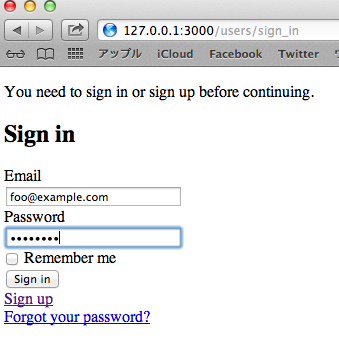 127.0.0.1:3000/users/sign_in
アップル iCloud Facebook Twitter
You need to sign in or sign up before continuing.
Sign in
Email
foo@example.com
Password
••••••••
Remember me
Sign in
Sign up
Forgot your password?